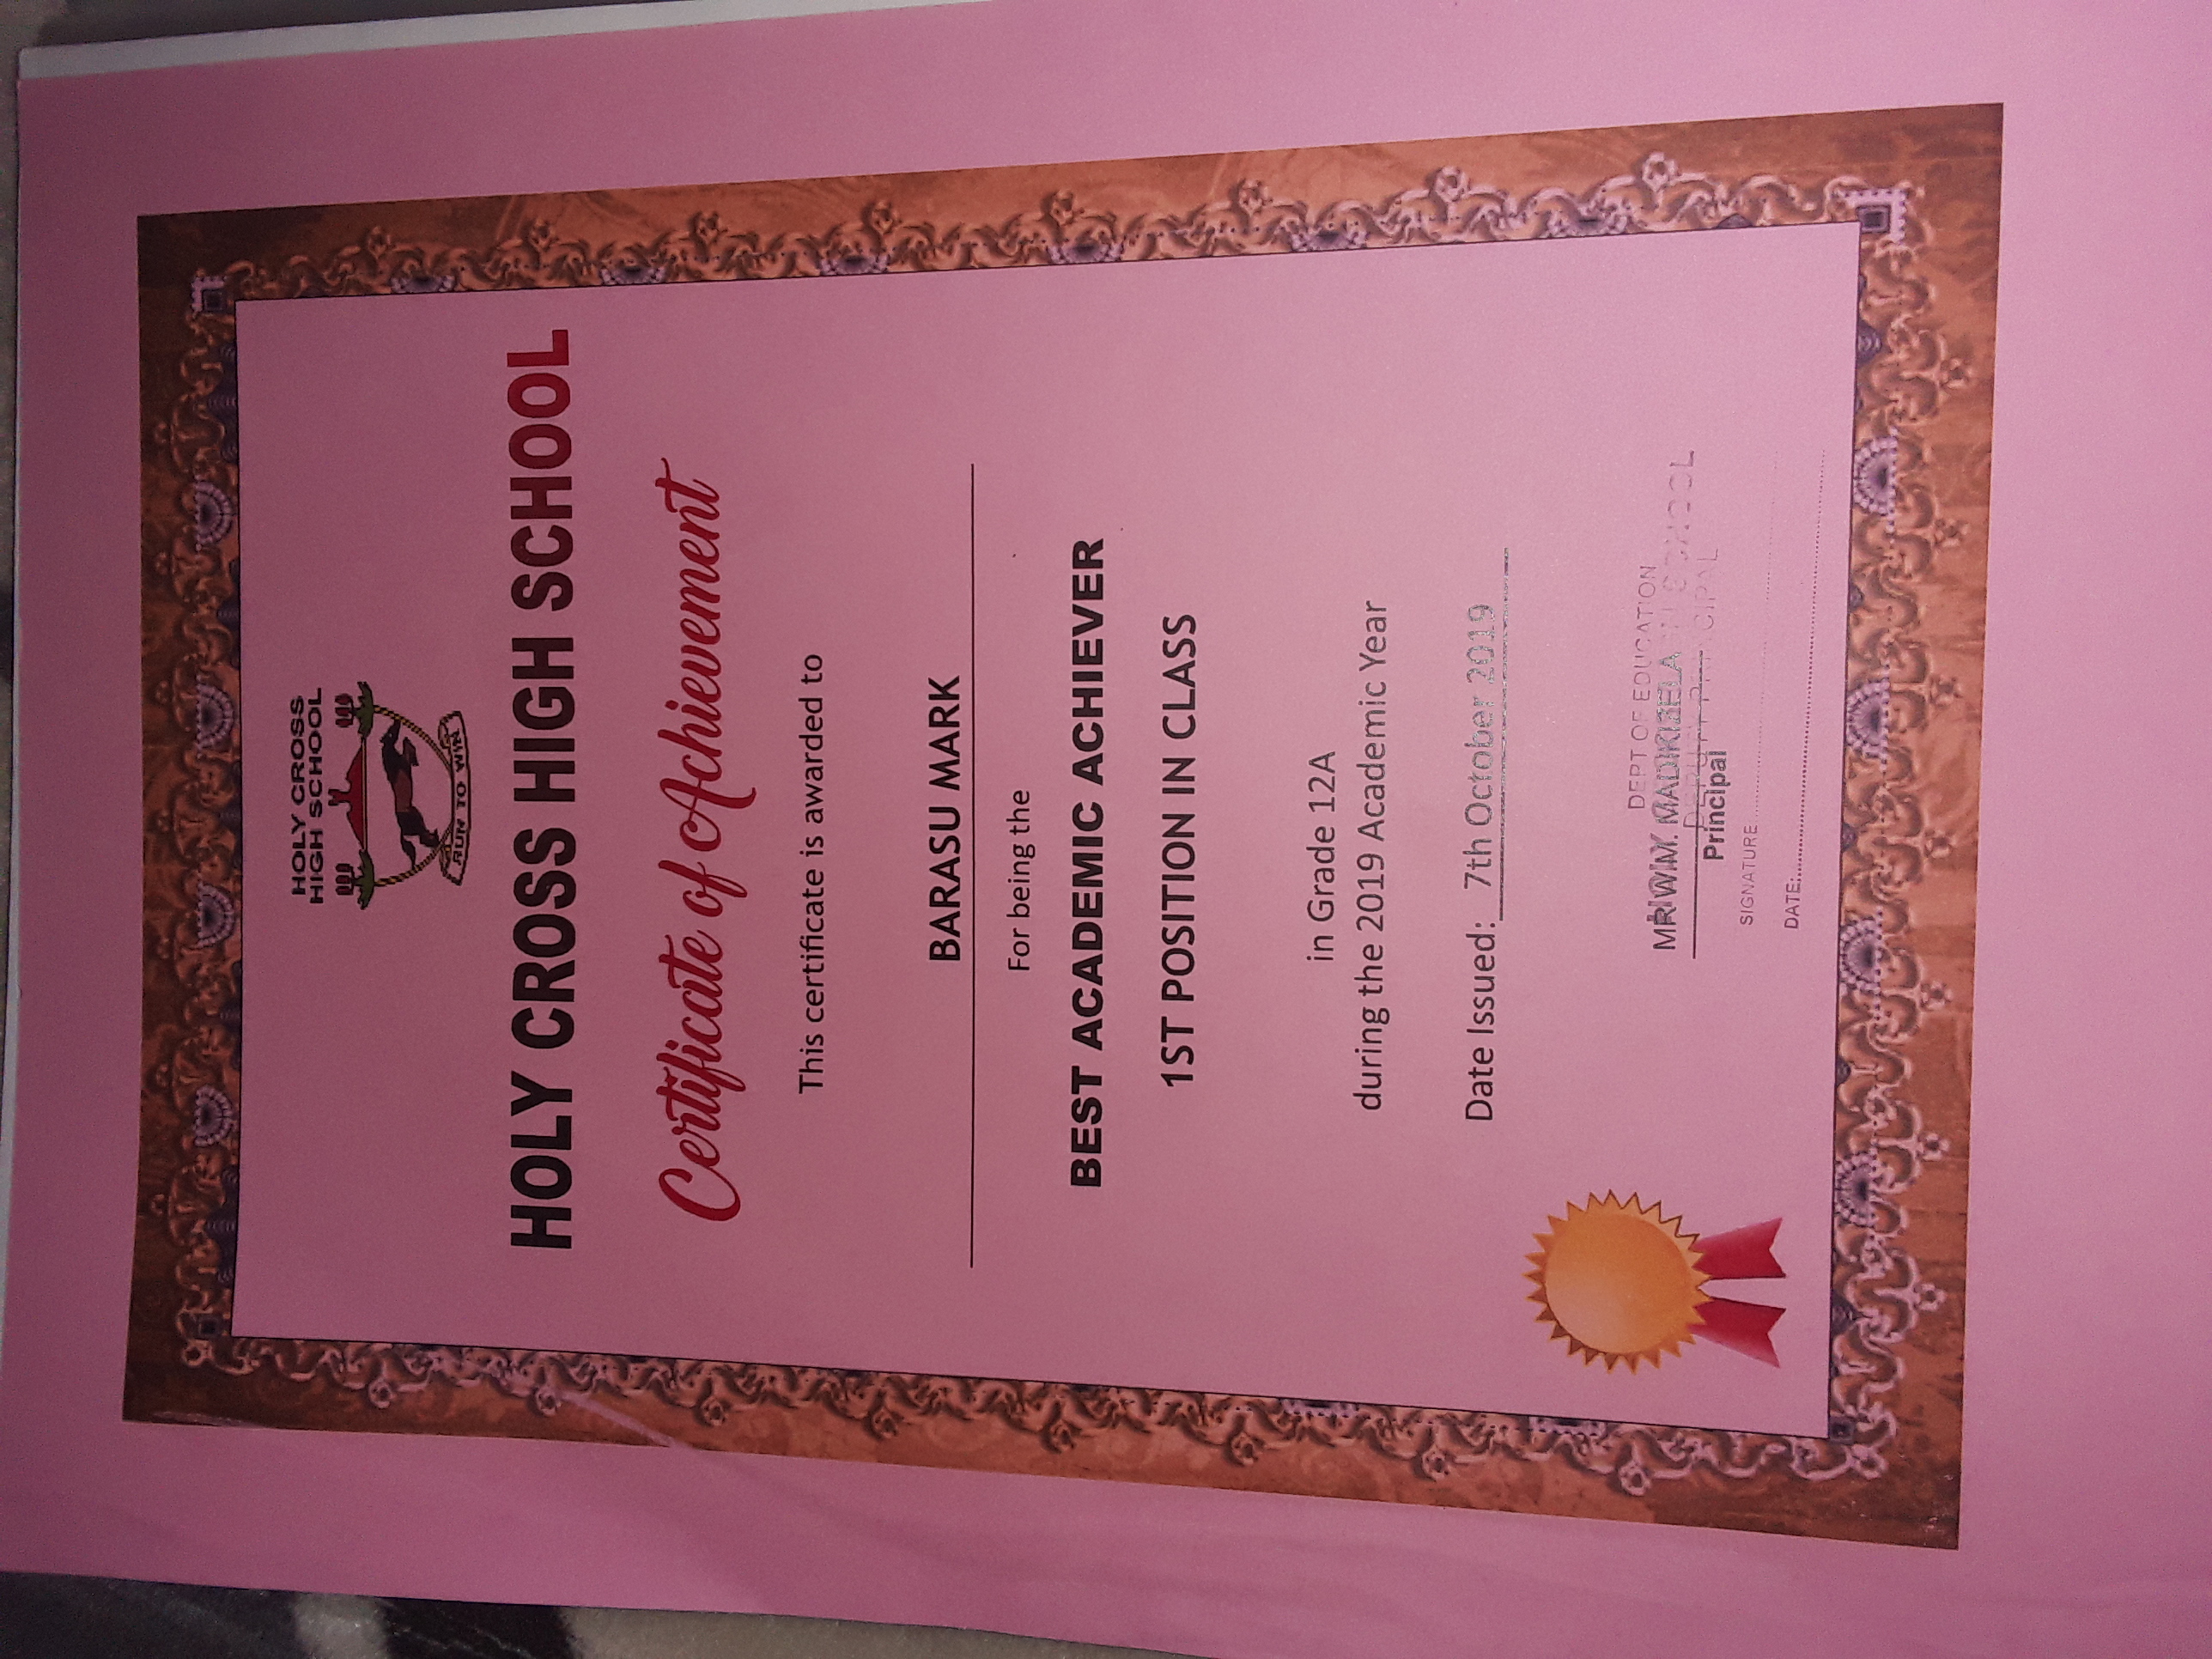 HOLY CROSS
HIGH SCHOOL
RUN TO WIN
HOLY CROSS HIGH SCHOOL
Certificate of Achievement
This certificate is awarded to
BARASU MARK
For being the
BEST ACADEMIC ACHIEVER
1ST POSITION IN CLASS
in Grade 12A
during the 2019 Academic Year
Date Issued: 7th October 2019
DEPT OF EDUCATION
HOLY SCHOOL
MR W.M. MADIKIZELA
DEPUTY PRINCIPAL
Principal
SIGNATURE
DATE: